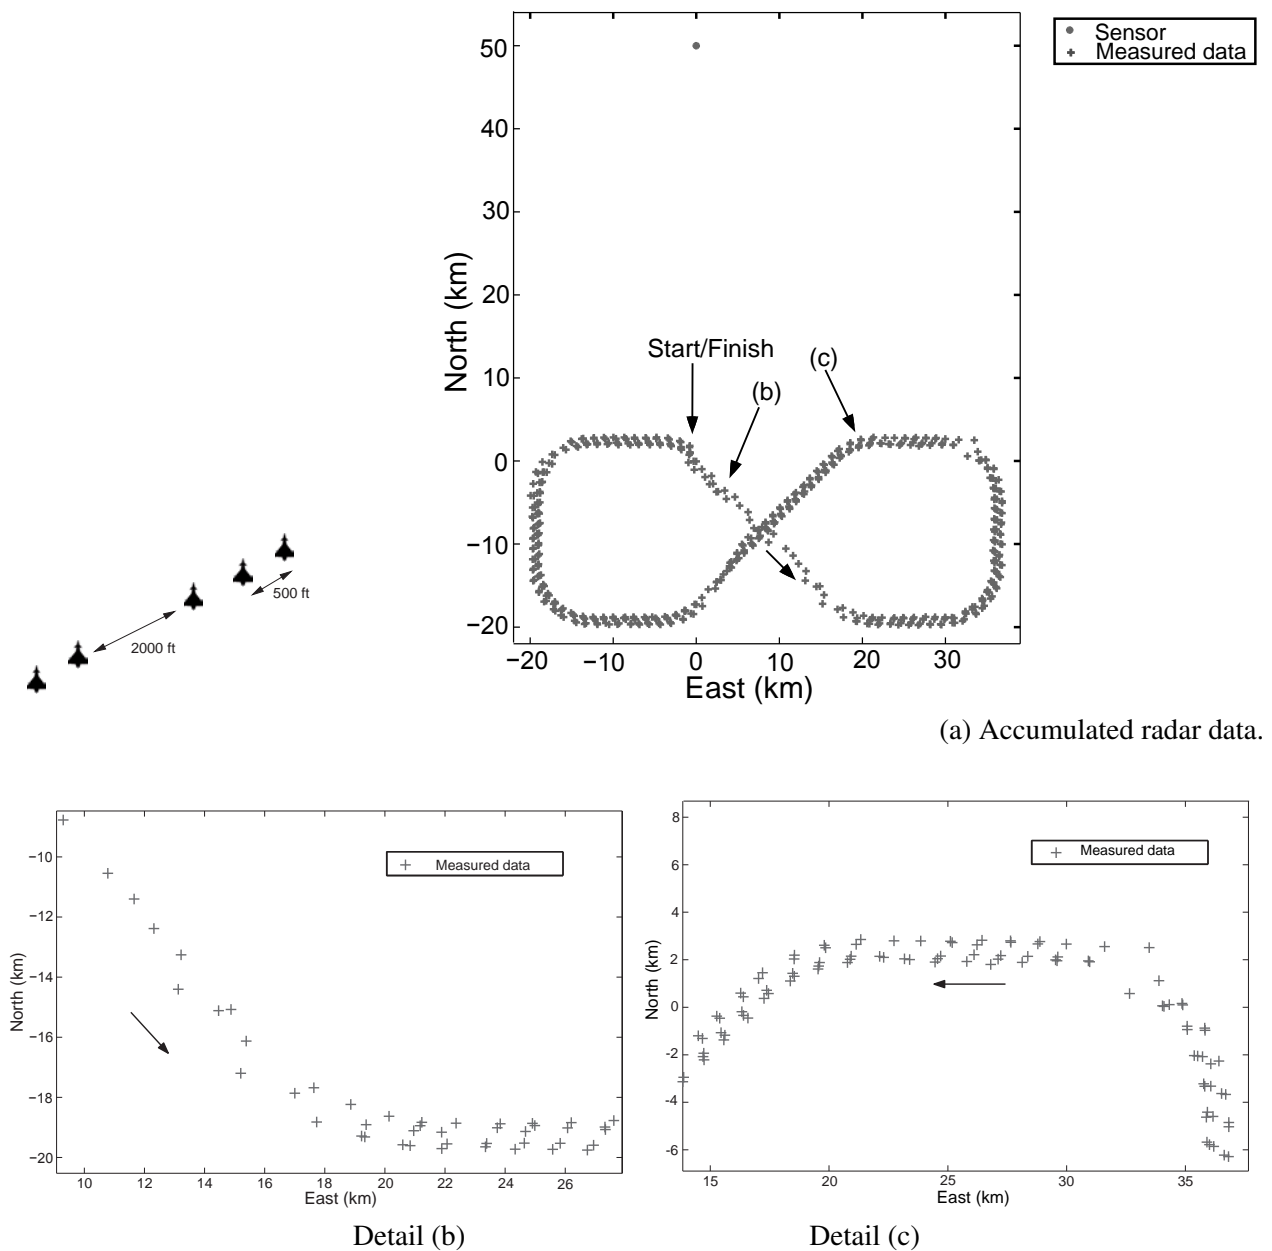 Sensor
Measured data
50
40
30
20
10
0
−10
−20
North (km)
Start/Finish
(b)
(c)
−20
−10
0
10
20
30
East (km)
500 ft
2000 ft
(a) Accumulated radar data.
−10
−12
−14
−16
−18
−20
North (km)
Measured data
10
12
14
16
18
20
22
24
26
East (km)
Detail (b)
8
6
4
2
0
-2
-4
-6
North (km)
Measured data
15
20
25
30
35
East (km)
Detail (c)